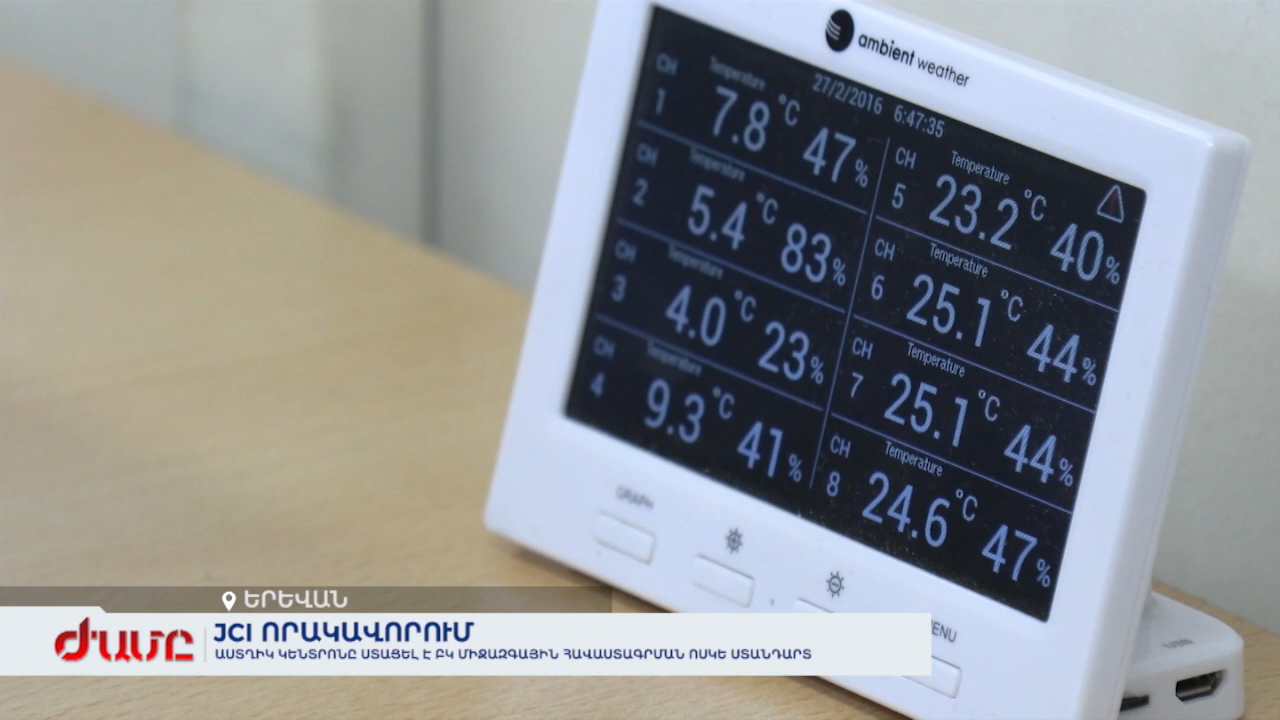 ambient weather
27/2/2016 6:47:35
CH 1 Temperature 7.8 °C 47%
CH 2 Temperature 5.4 °C 83%
CH 3 Temperature 4.0 °C 23%
CH 4 Temperature 9.3 °C 41%
CH 5 Temperature 23.2 °C 40%
CH 6 Temperature 25.1 °C 44%
CH 7 Temperature 25.1 °C 44%
CH 8 Temperature 24.6 °C 47%
GRAPH
ENU
USB
ԵՐԵՎԱՆ
ԺԱՄԸ
JCI ՈՐԱԿԱՎՈՐՈՒՄ
ԱՍՏՂԻԿ ԿԵՆՏՐՈՆԸ ՍՏԱՑԵԼ Է ԲԿ ՄԻՋԱԶԳԱՅԻՆ ՀԱՎԱՍՏԱԳՐՄԱՆ ՈՍԿԵ ՍՏԱՆԴԱՐՏ